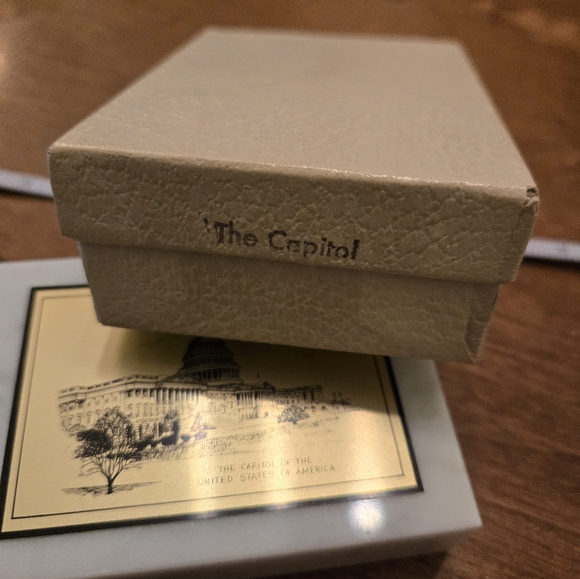 The Capitol
THE CAPITOL OF THE
UNITED STATES OF AMERICA